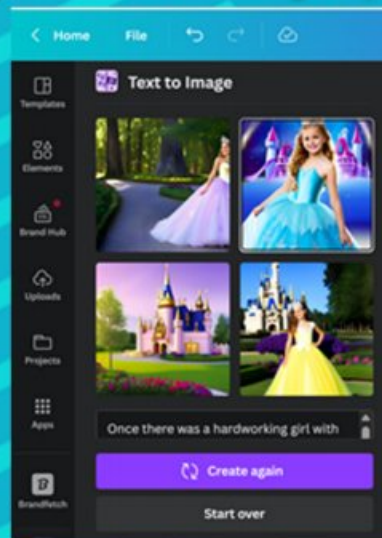 Home File
Text to Image
Templates
Elements
Brand Hub
Uploads
Projects
Apps
Brandfetch
Once there was a hardworking girl with
Create again
Start over